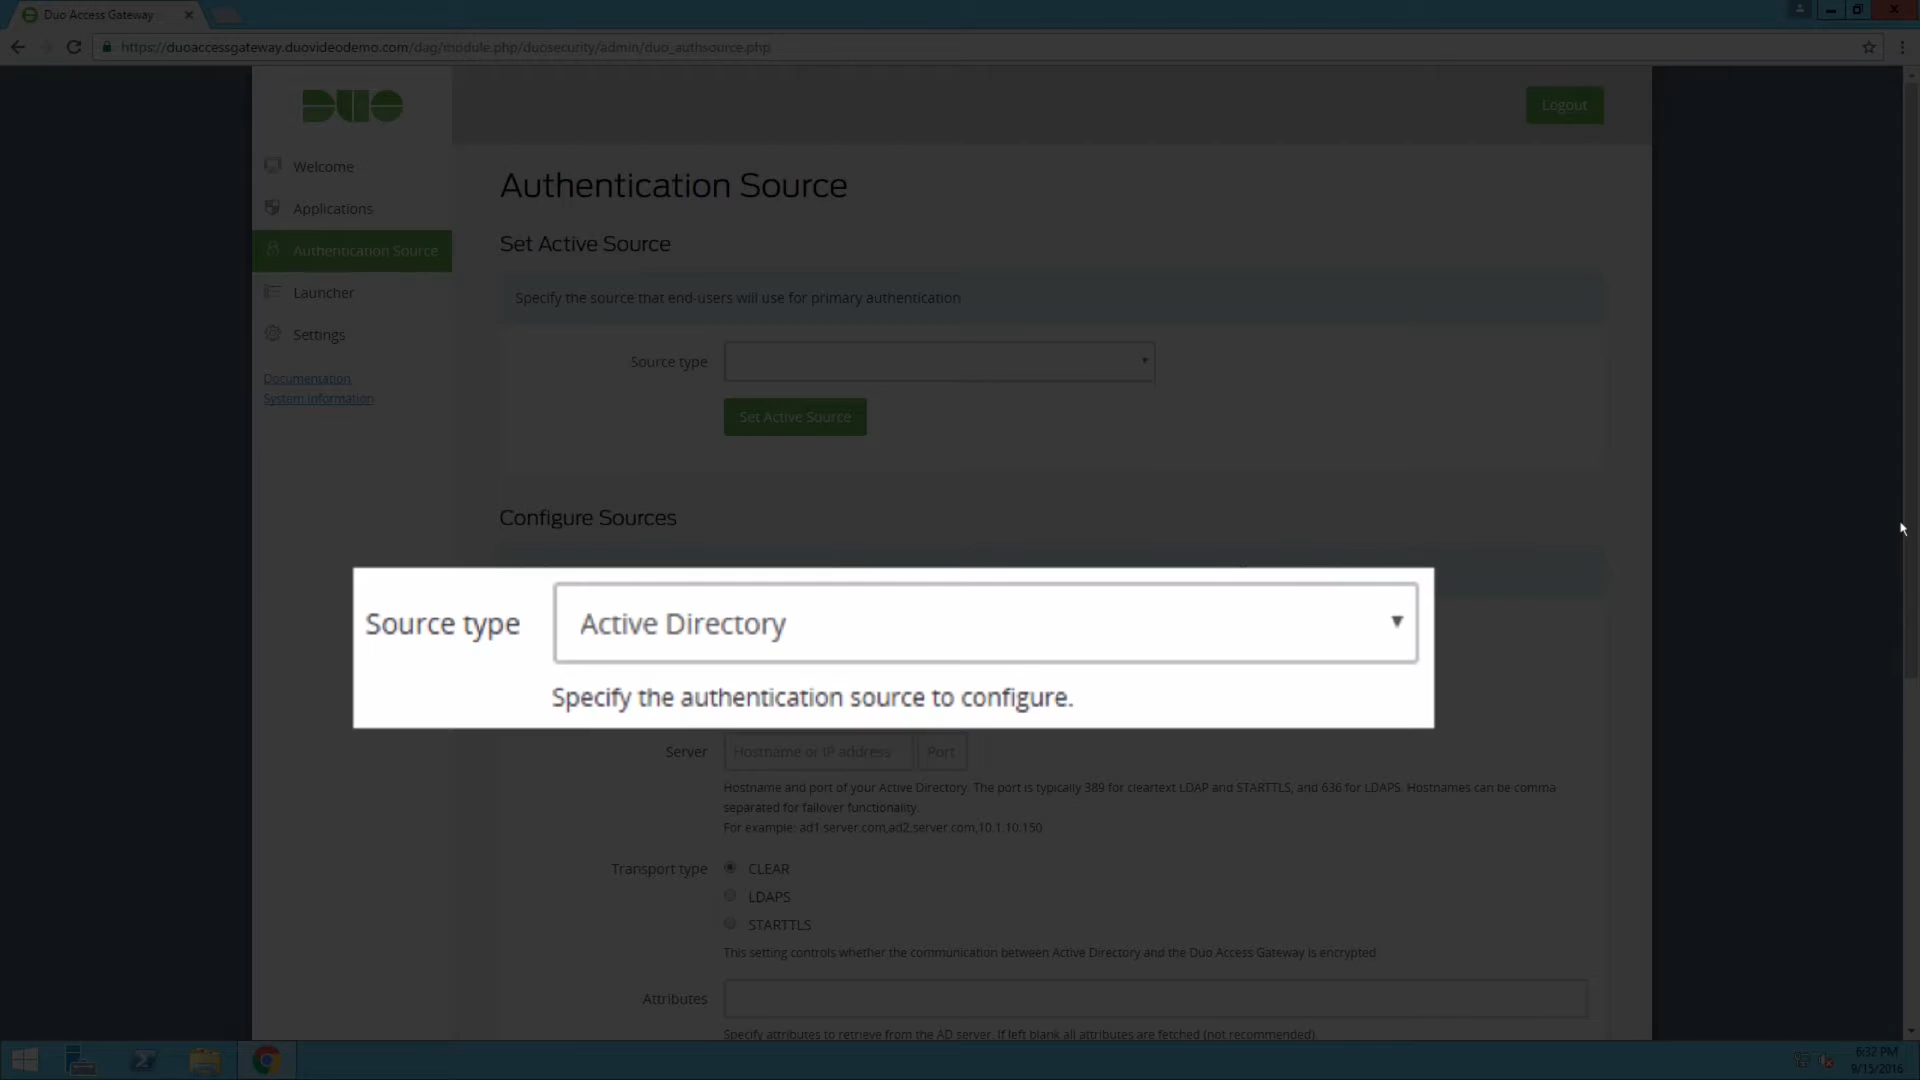 Duo Access Gateway
https://duoaccessgateway.duovideodemo.com/dag/module.php/duosecurity/admin/duo_authsource.php
DUO
Logout
Welcome
Applications
Authentication Source
Launcher
Settings
Documentation
System Information
Authentication Source
Set Active Source
Specify the source that end-users will use for primary authentication
Source type
Set Active Source
Configure Sources
Source type Active Directory
Specify the authentication source to configure.
Server Hostname or IP address Port
Hostname and port of your Active Directory. The port is typically 389 for cleartext LDAP and STARTTLS, and 636 for LDAPS. Hostnames can be comma
separated for failover functionality.
For example: ad1.server.com,ad2.server.com,10.1.10.150
Transport type CLEAR
LDAPS
STARTTLS
This setting controls whether the communication between Active Directory and the Duo Access Gateway is encrypted
Attributes
Specify attributes to retrieve from the AD server. If left blank all attributes are fetched (not recommended)
6:32 PM
8/15/2016